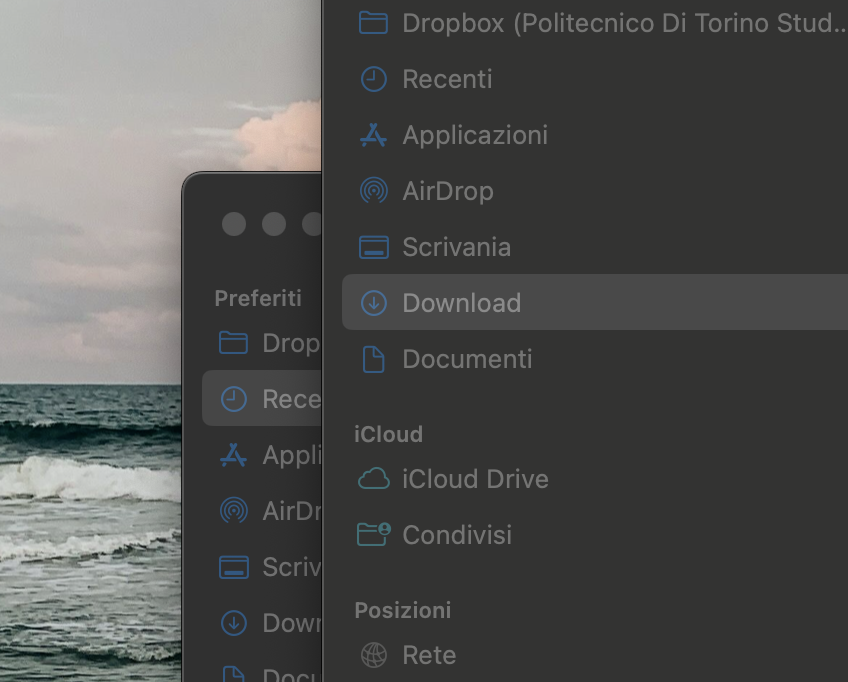 Dropbox (Politecnico Di Torino Stud...
Recenti
Applicazioni
AirDrop
Scrivania
Download
Documenti
iCloud
iCloud Drive
Condivisi
Posizioni
Rete
Preferiti
Drop
Rece
Appli
AirDr
Scriv
Down
Docu